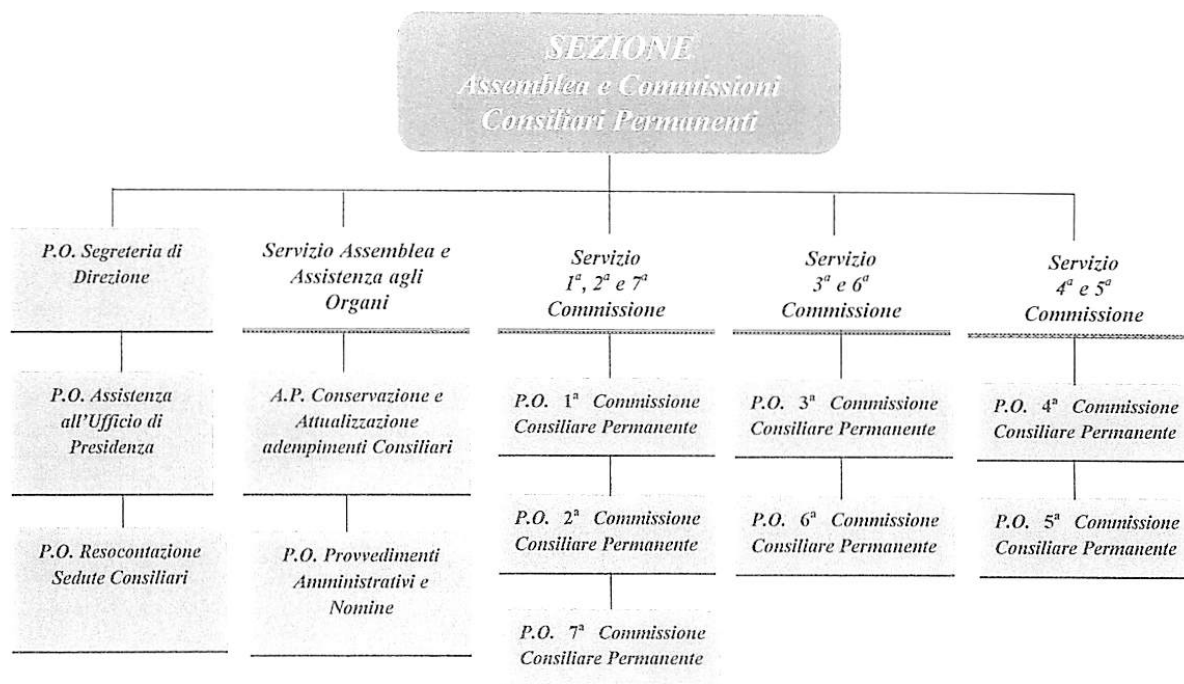 SEZIONE
Assemblea e Commissioni
Consiliari Permanenti
P.O. Segreteria di
Direzione
Servizio Assemblea e
Assistenza agli
Organi
Servizio
1ª, 2ª e 7ª
Commissione
Servizio
3ª e 6ª
Commissione
Servizio
4ª e 5ª
Commissione
P.O. Assistenza
all'Ufficio di
Presidenza
A.P. Conservazione e
Attualizzazione
adempimenti Consiliari
P.O. 1ª Commissione
Consiliare Permanente
P.O. 3ª Commissione
Consiliare Permanente
P.O. 4ª Commissione
Consiliare Permanente
P.O. Resocontazione
Sedute Consiliari
P.O. Provvedimenti
Amministrativi e
Nomine
P.O. 2ª Commissione
Consiliare Permanente
P.O. 6ª Commissione
Consiliare Permanente
P.O. 5ª Commissione
Consiliare Permanente
P.O. 7ª Commissione
Consiliare Permanente